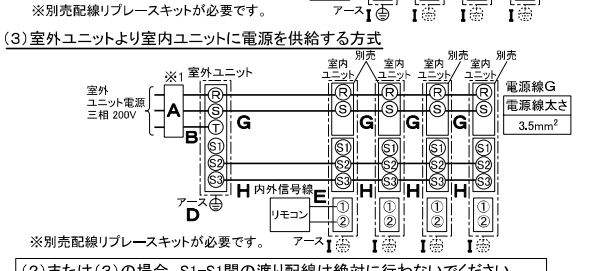 ※別売配線リプレースキットが必要です。
アース I I I I
(3)室外ユニットより室内ユニットに電源を供給する方式
※1 室外ユニット
室外
ユニット電源
三相 200V
A
B
R
S
T
S1
S2
S3
アース
D
G
H 内外信号線 E
リモコン
別売 別売 別売
室内
ユニット
室内
ユニット
室内
ユニット
室内
ユニット
R R R R
S S S S
G G G
S1 S1 S1 S1
S2 S2 S2 S2
S3 S3 S3 S3
H H H
① ① ① ①
② ② ② ②
電源線G
電源線太さ
3.5mm²
※別売配線リプレースキットが必要です。
アース I I I I
(2)または(3)の場合、S1-S1間の渡り配線は絶対に行わないでください。